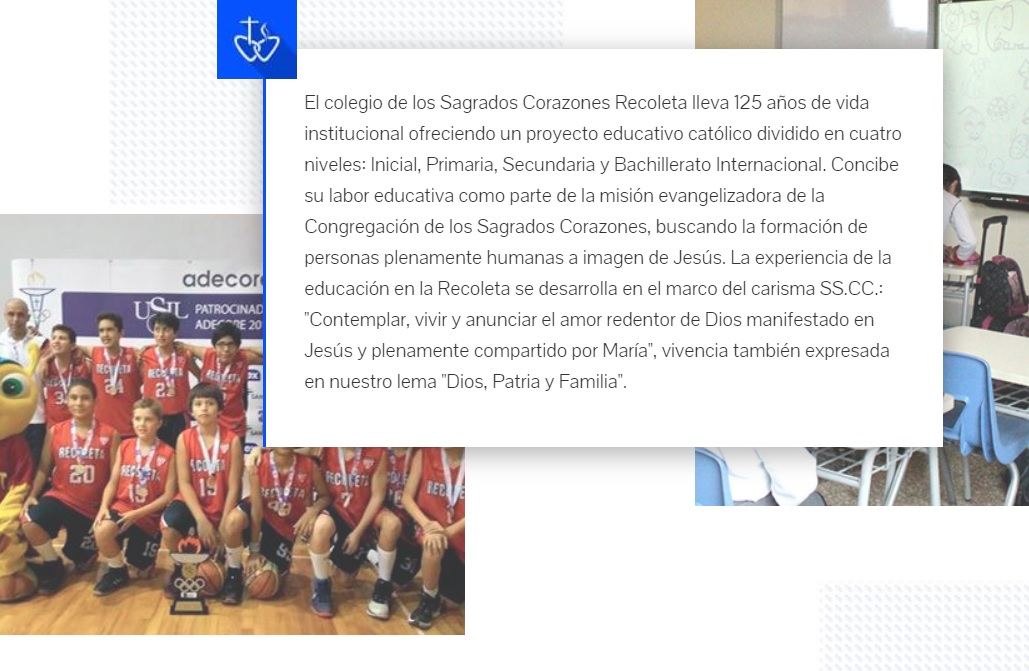 El colegio de los Sagrados Corazones Recoleta lleva 125 años de vida
institucional ofreciendo un proyecto educativo católico dividido en cuatro
niveles: Inicial, Primaria, Secundaria y Bachillerato Internacional. Concibe
su labor educativa como parte de la misión evangelizadora de la
Congregación de los Sagrados Corazones, buscando la formación de
personas plenamente humanas a imagen de Jesús. La experiencia de la
educación en la Recoleta se desarrolla en el marco del carisma SS.CC.:
"Contemplar, vivir y anunciar el amor redentor de Dios manifestado en
Jesús y plenamente compartido por María", vivencia también expresada
en nuestro lema "Dios, Patria y Familia".
adecore
USIL
PATROCINAD
ADECORE 20
RECOLETA
24
RECOLETA
RECOLETA
RECOLETA
20
RECOLETA
RECOLETA
19
RECOLETA
7